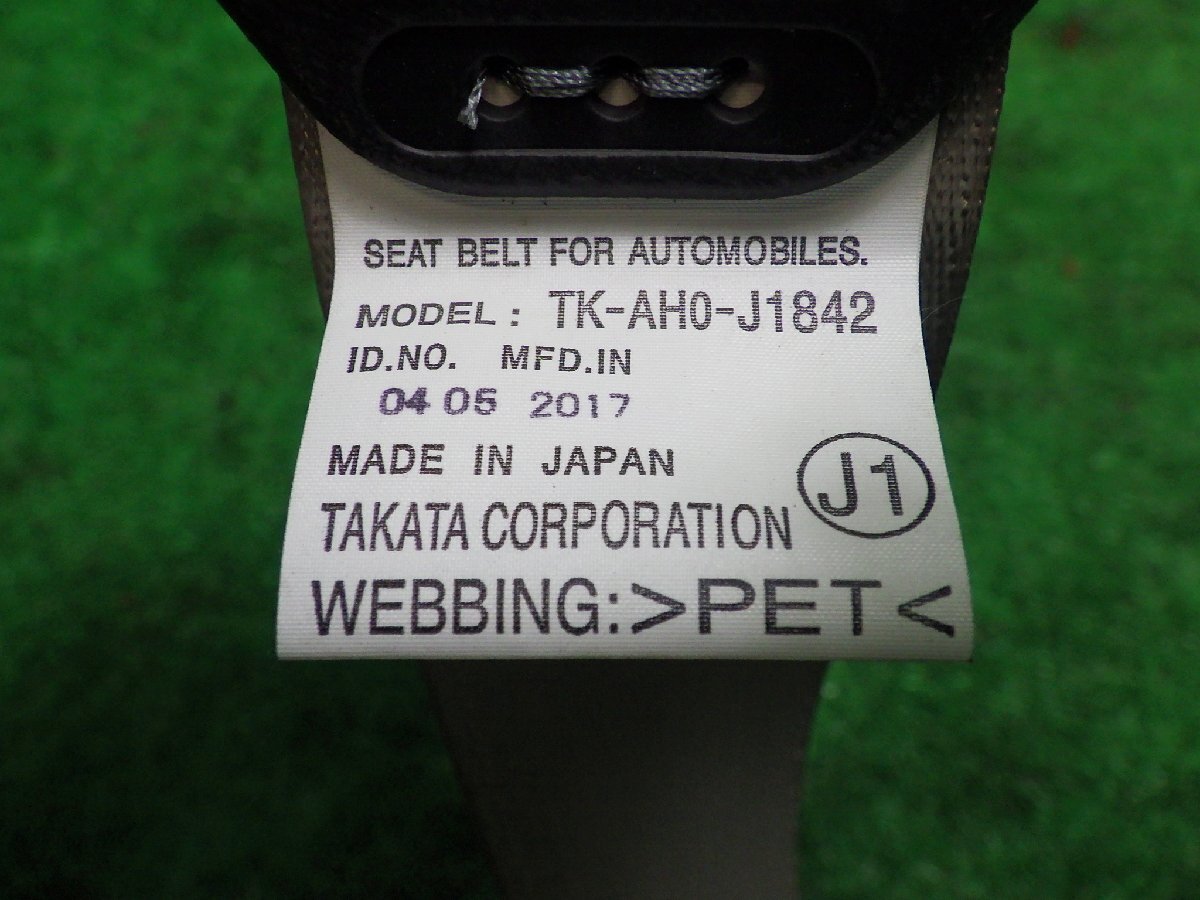 SEAT BELT FOR AUTOMOBILES.
MODEL: TK-AH0-J1842
ID.NO. MFD.IN
04 05 2017
MADE IN JAPAN
J1
TAKATA CORPORATION
WEBBING:>PET<